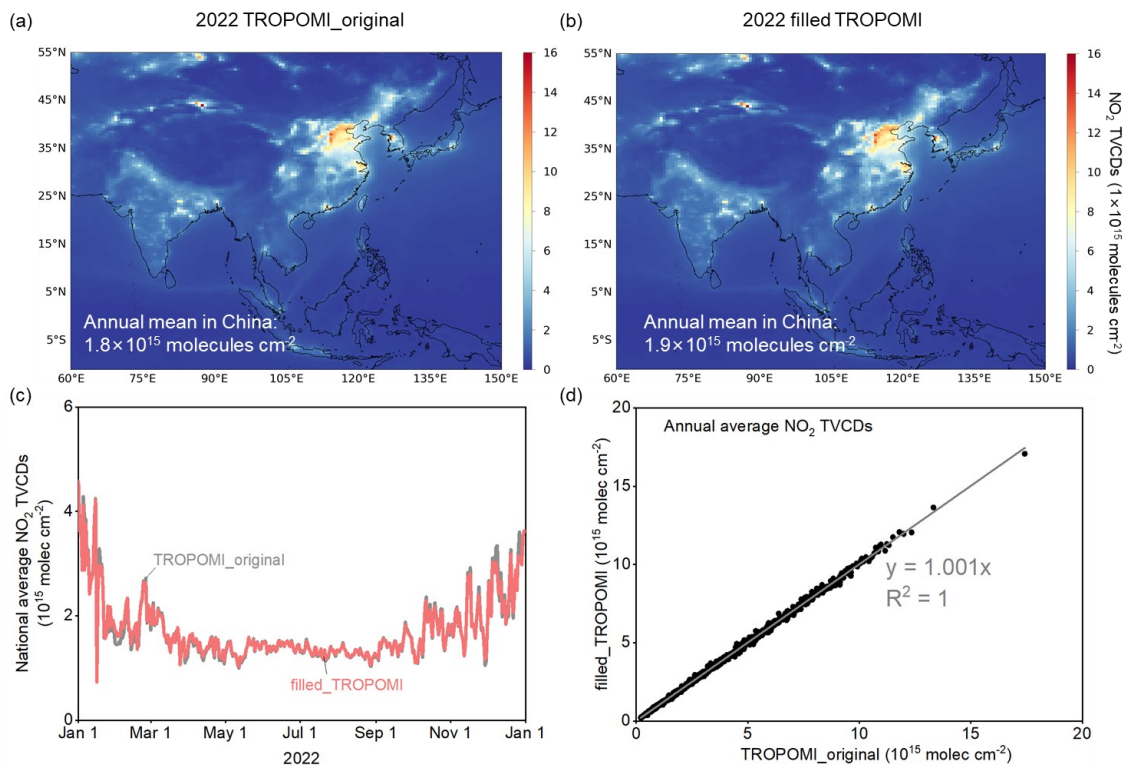 (a)
2022 TROPOMI_original
55°N
45°N
35°N
25°N
15°N
5°N
5°S
60°E
75°E
90°E
105°E
120°E
135°E
150°E
Annual mean in China:
1.8×10¹⁵ molecules cm⁻²
16
14
12
10
8
6
4
2
0
(b)
2022 filled TROPOMI
55°N
45°N
35°N
25°N
15°N
5°N
5°S
60°E
75°E
90°E
105°E
120°E
135°E
150°E
Annual mean in China:
1.9×10¹⁵ molecules cm⁻²
16
14
12
10
8
6
4
2
0
NO₂ TVCDs (1×10¹⁵ molecules cm⁻²)
(c)
National average NO₂ TVCDs
(10¹⁵ molec cm⁻²)
6
4
2
0
TROPOMI_original
filled_TROPOMI
Jan 1
Mar 1
May 1
Jul 1
Sep 1
Nov 1
Jan 1
2022
(d)
filled_TROPOMI (10¹⁵ molec cm⁻²)
20
15
10
5
0
Annual average NO₂ TVCDs
y = 1.001x
R² = 1
5
10
15
20
TROPOMI_original (10¹⁵ molec cm⁻²)